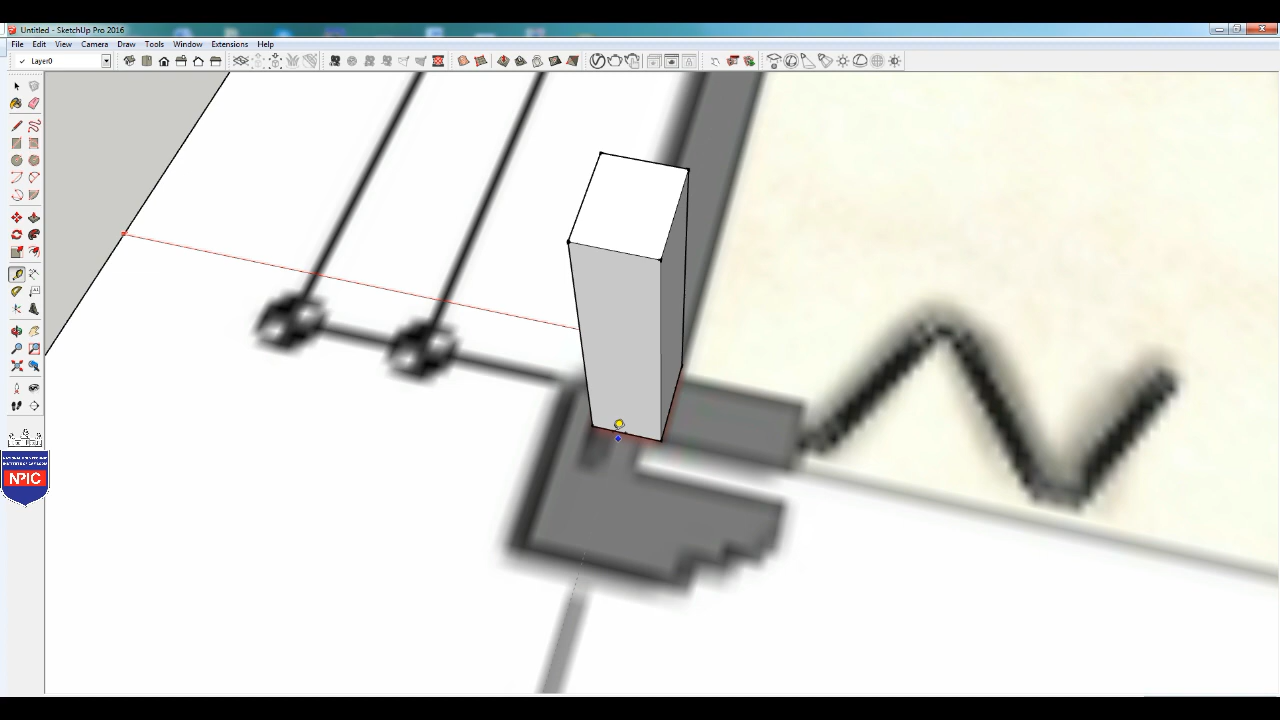 Untitled - SketchUp Pro 2016
File Edit View Camera Draw Tools Window Extensions Help
Layer0
NPIC